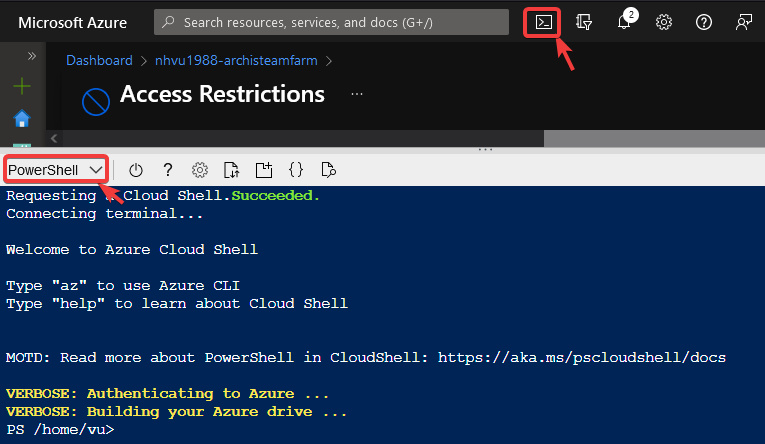 Microsoft Azure
Search resources, services, and docs (G+/)
2
Dashboard > nhvu1988-archisteamfarm >
Access Restrictions ...
PowerShell
Requesting a Cloud Shell.Succeeded.
Connecting terminal...
Welcome to Azure Cloud Shell
Type "az" to use Azure CLI
Type "help" to learn about Cloud Shell
MOTD: Read more about PowerShell in CloudShell: https://aka.ms/pscloudshell/docs
VERBOSE: Authenticating to Azure ...
VERBOSE: Building your Azure drive ...
PS /home/vu>